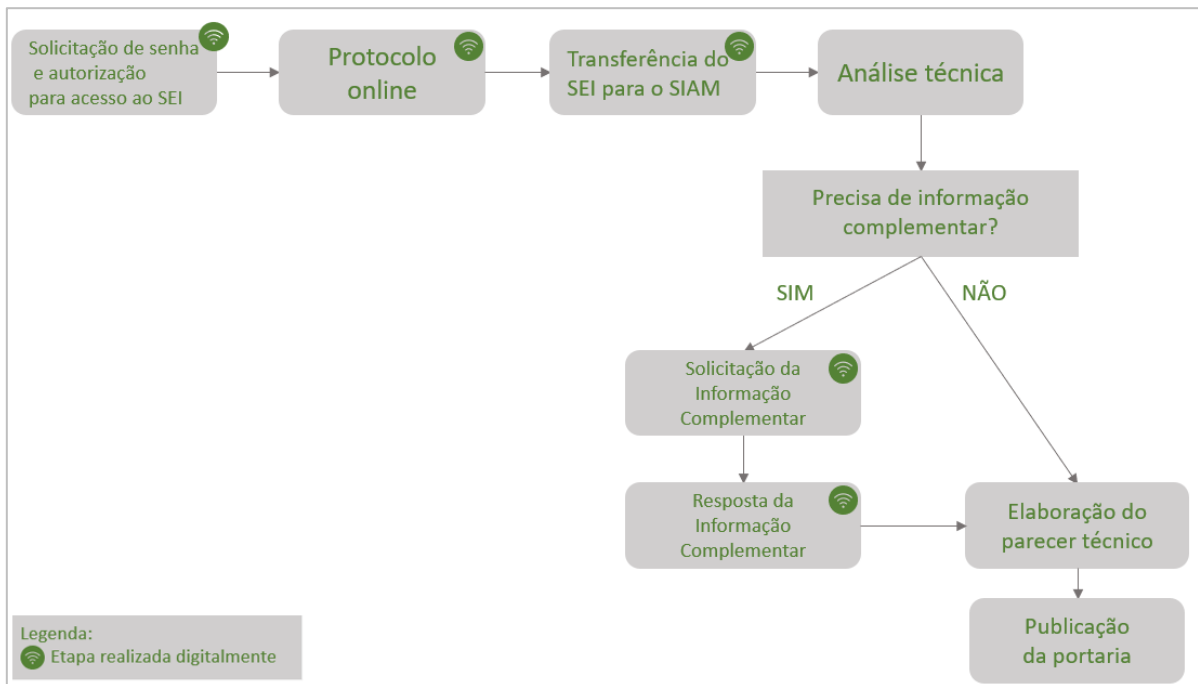 Solicitação de senha
e autorização
para acesso ao SEI
Protocolo
online
Transferência do
SEI para o SIAM
Análise técnica
Precisa de informação
complementar?
SIM
NÃO
Solicitação da
Informação
Complementar
Resposta da
Informação
Complementar
Elaboração do
parecer técnico
Publicação
da portaria
Legenda:
Etapa realizada digitalmente